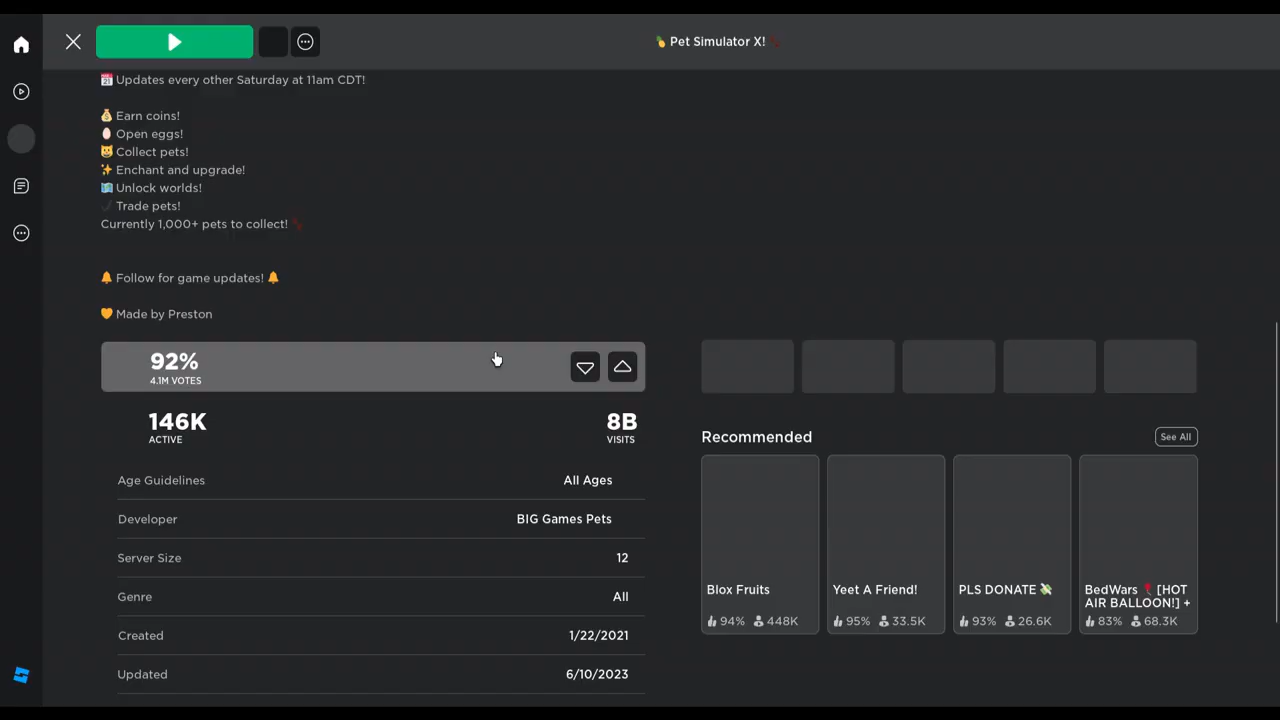 🍍 Pet Simulator X! 🐾
📅 Updates every other Saturday at 11am CDT!
💰 Earn coins!
🥚 Open eggs!
😺 Collect pets!
✨ Enchant and upgrade!
🗺️ Unlock worlds!
✔️ Trade pets!
Currently 1,000+ pets to collect! 🐾
🔔 Follow for game updates! 🔔
🧡 Made by Preston
92%
4.1M VOTES
146K
ACTIVE
8B
VISITS
Age Guidelines All Ages
Developer BIG Games Pets
Server Size 12
Genre All
Created 1/22/2021
Updated 6/10/2023
Recommended
See All
Blox Fruits
94% 448K
Yeet A Friend!
95% 33.5K
PLS DONATE 💸
93% 26.6K
BedWars 🎈 [HOT
AIR BALLOON!] +
83% 68.3K